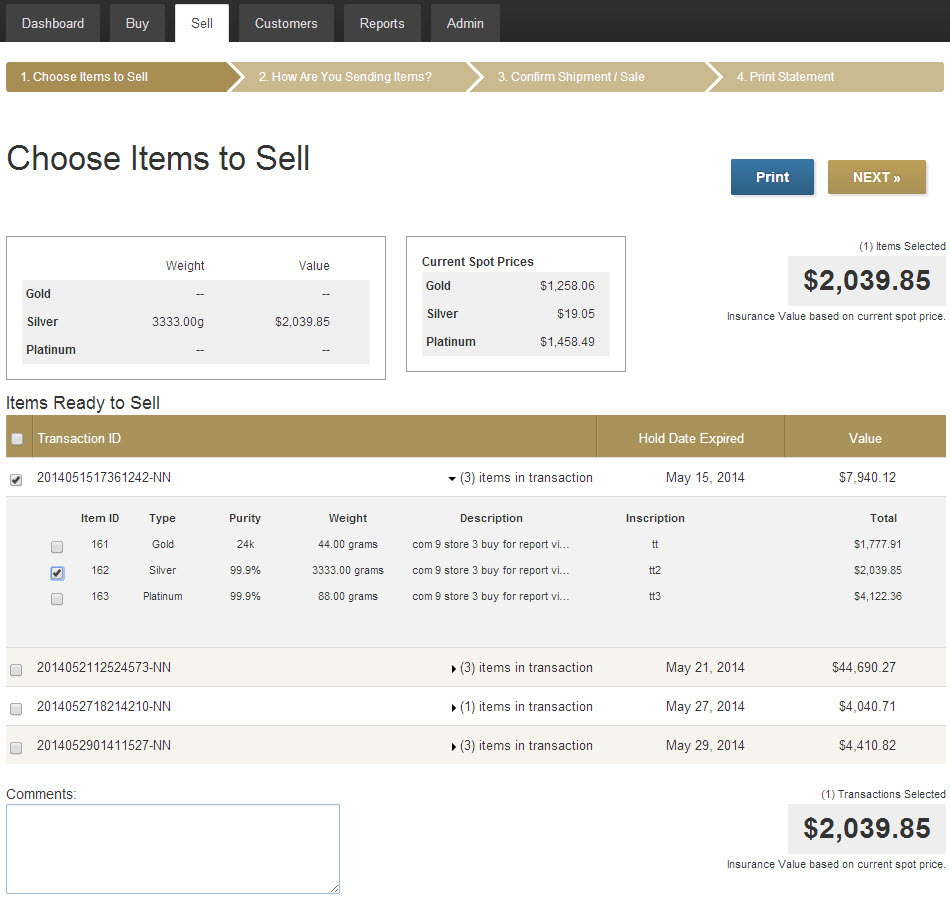 Dashboard Buy Sell Customers Reports Admin
1. Choose Items to Sell 2. How Are You Sending Items? 3. Confirm Shipment / Sale 4. Print Statement
Choose Items to Sell
Print NEXT »
Weight Value
Gold -- --
Silver 3333.00g $2,039.85
Platinum -- --
Current Spot Prices
Gold $1,258.06
Silver $19.05
Platinum $1,458.49
(1) Items Selected
$2,039.85
Insurance Value based on current spot price.
Items Ready to Sell
Transaction ID Hold Date Expired Value
2014051517361242-NN (3) items in transaction May 15, 2014 $7,940.12
Item ID Type Purity Weight Description Inscription Total
161 Gold 24k 44.00 grams com 9 store 3 buy for report vi... tt $1,777.91
162 Silver 99.9% 3333.00 grams com 9 store 3 buy for report vi... tt2 $2,039.85
163 Platinum 99.9% 88.00 grams com 9 store 3 buy for report vi... tt3 $4,122.36
2014052112524573-NN (3) items in transaction May 21, 2014 $44,690.27
2014052718214210-NN (1) items in transaction May 27, 2014 $4,040.71
2014052901411527-NN (3) items in transaction May 29, 2014 $4,410.82
Comments:
(1) Transactions Selected
$2,039.85
Insurance Value based on current spot price.